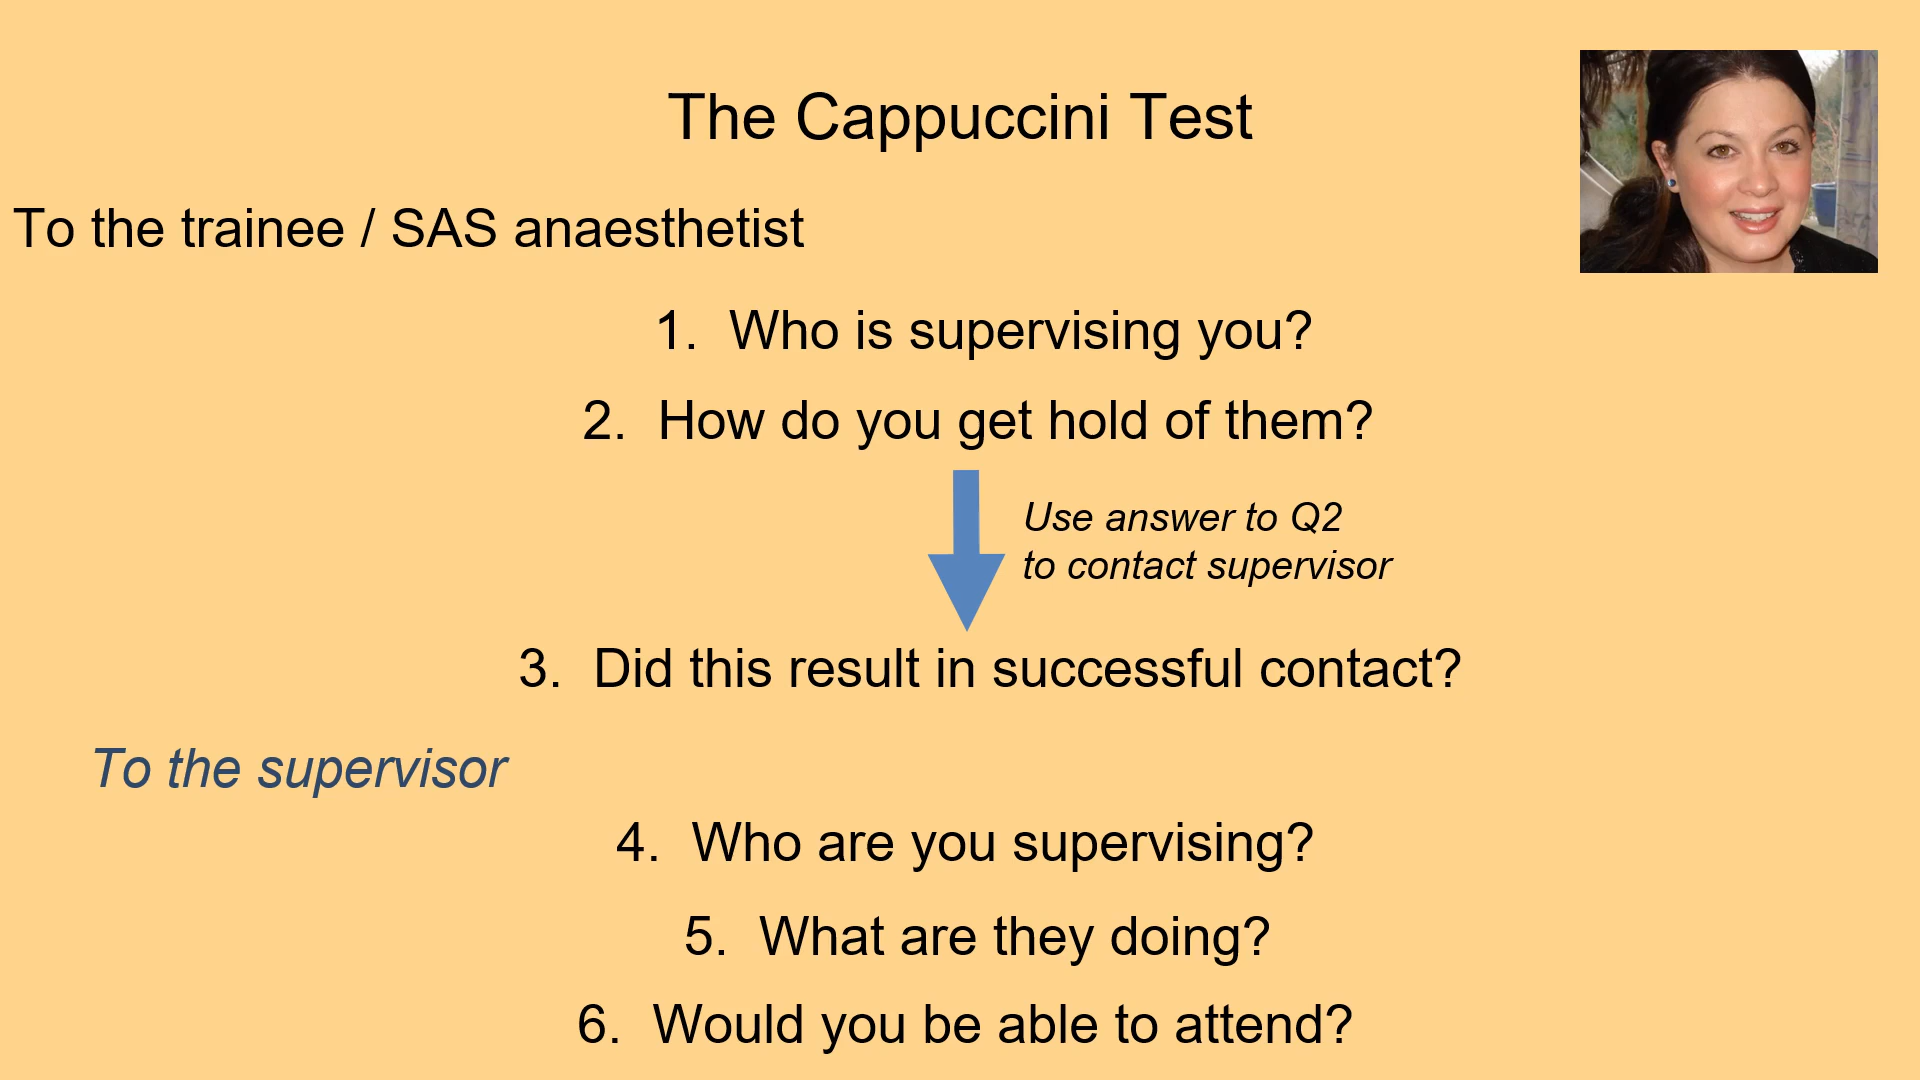 The Cappuccini Test
To the trainee / SAS anaesthetist
1. Who is supervising you?
2. How do you get hold of them?
Use answer to Q2
to contact supervisor
3. Did this result in successful contact?
To the supervisor
4. Who are you supervising?
5. What are they doing?
6. Would you be able to attend?